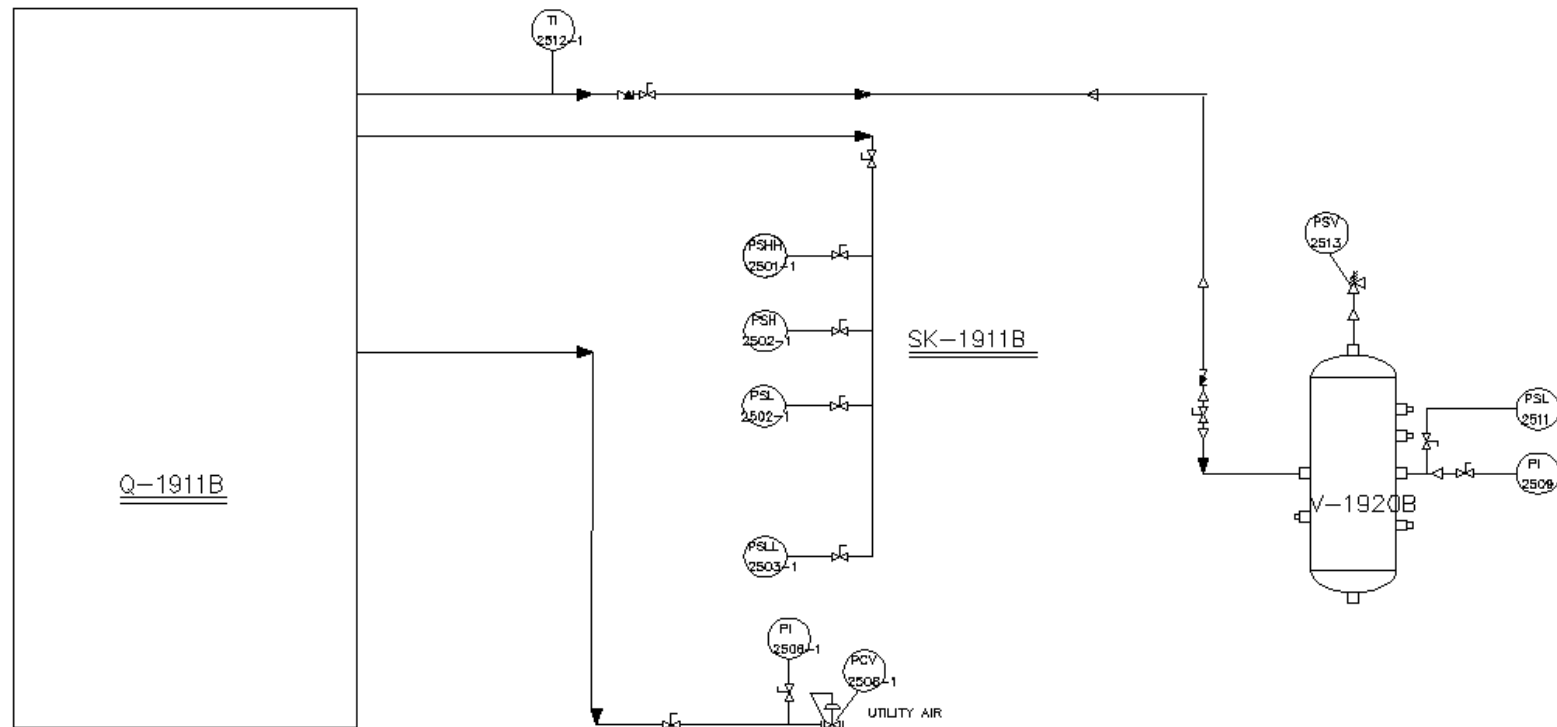 TI
2512-1
PSV
2513
PSHH
2501-1
PSH
2502-1
SK-1911B
PSL
2502-1
PSL
2511
PI
2509
Q-1911B
V-1920B
PSLL
2503-1
PI
2506-1
PCV
2506-1
UTILITY AIR